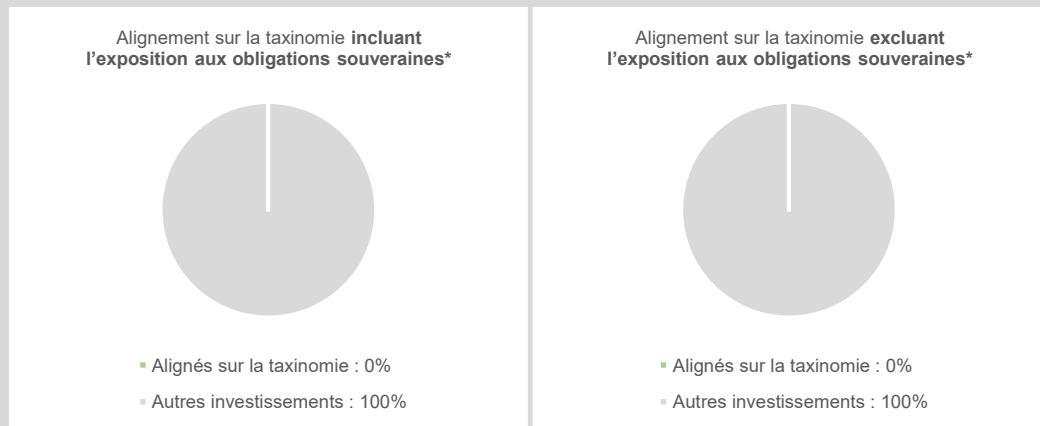 Alignement sur la taxinomie incluant
l'exposition aux obligations souveraines*
Alignés sur la taxinomie : 0%
Autres investissements : 100%
Alignement sur la taxinomie excluant
l'exposition aux obligations souveraines*
Alignés sur la taxinomie : 0%
Autres investissements : 100%